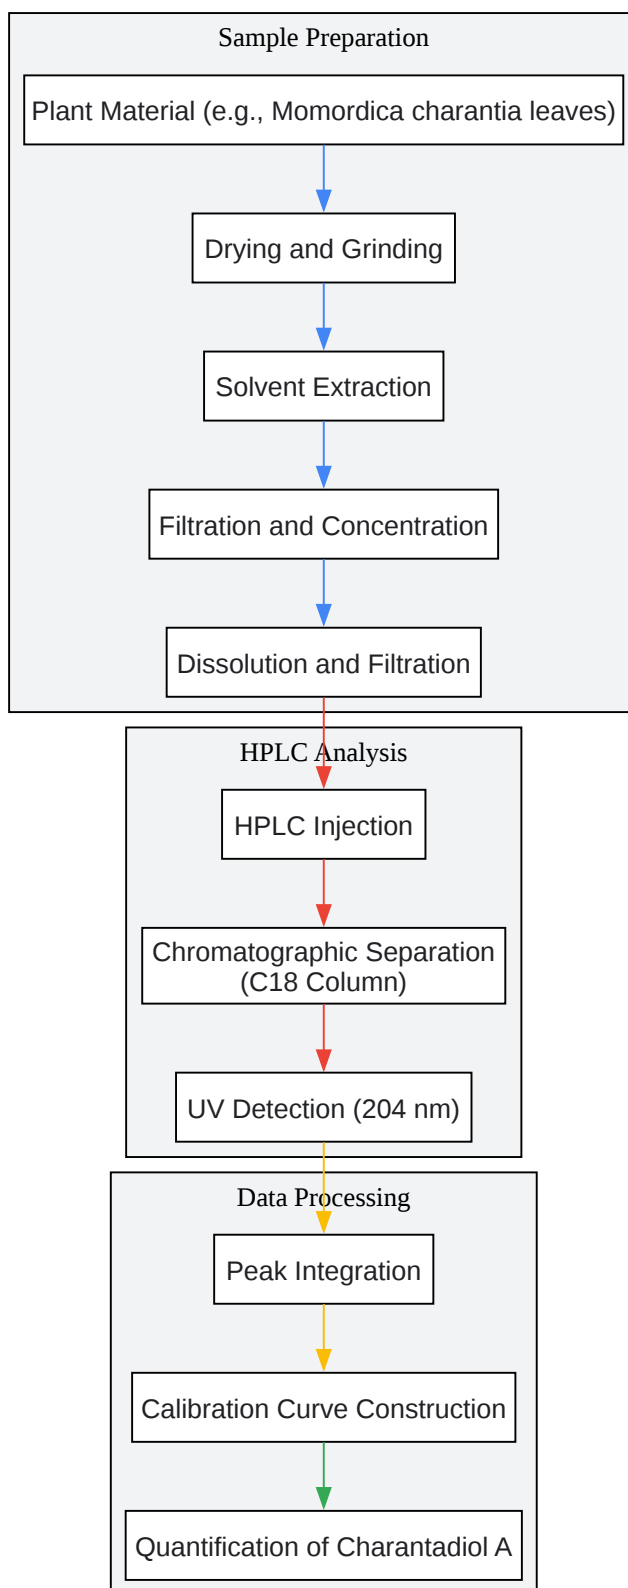 Sample Preparation
Plant Material (e.g., Momordica charantia leaves)
Drying and Grinding
Solvent Extraction
Filtration and Concentration
Dissolution and Filtration
HPLC Analysis
HPLC Injection
Chromatographic Separation
(C18 Column)
UV Detection (204 nm)
Data Processing
Peak Integration
Calibration Curve Construction
Quantification of Charantadiol A